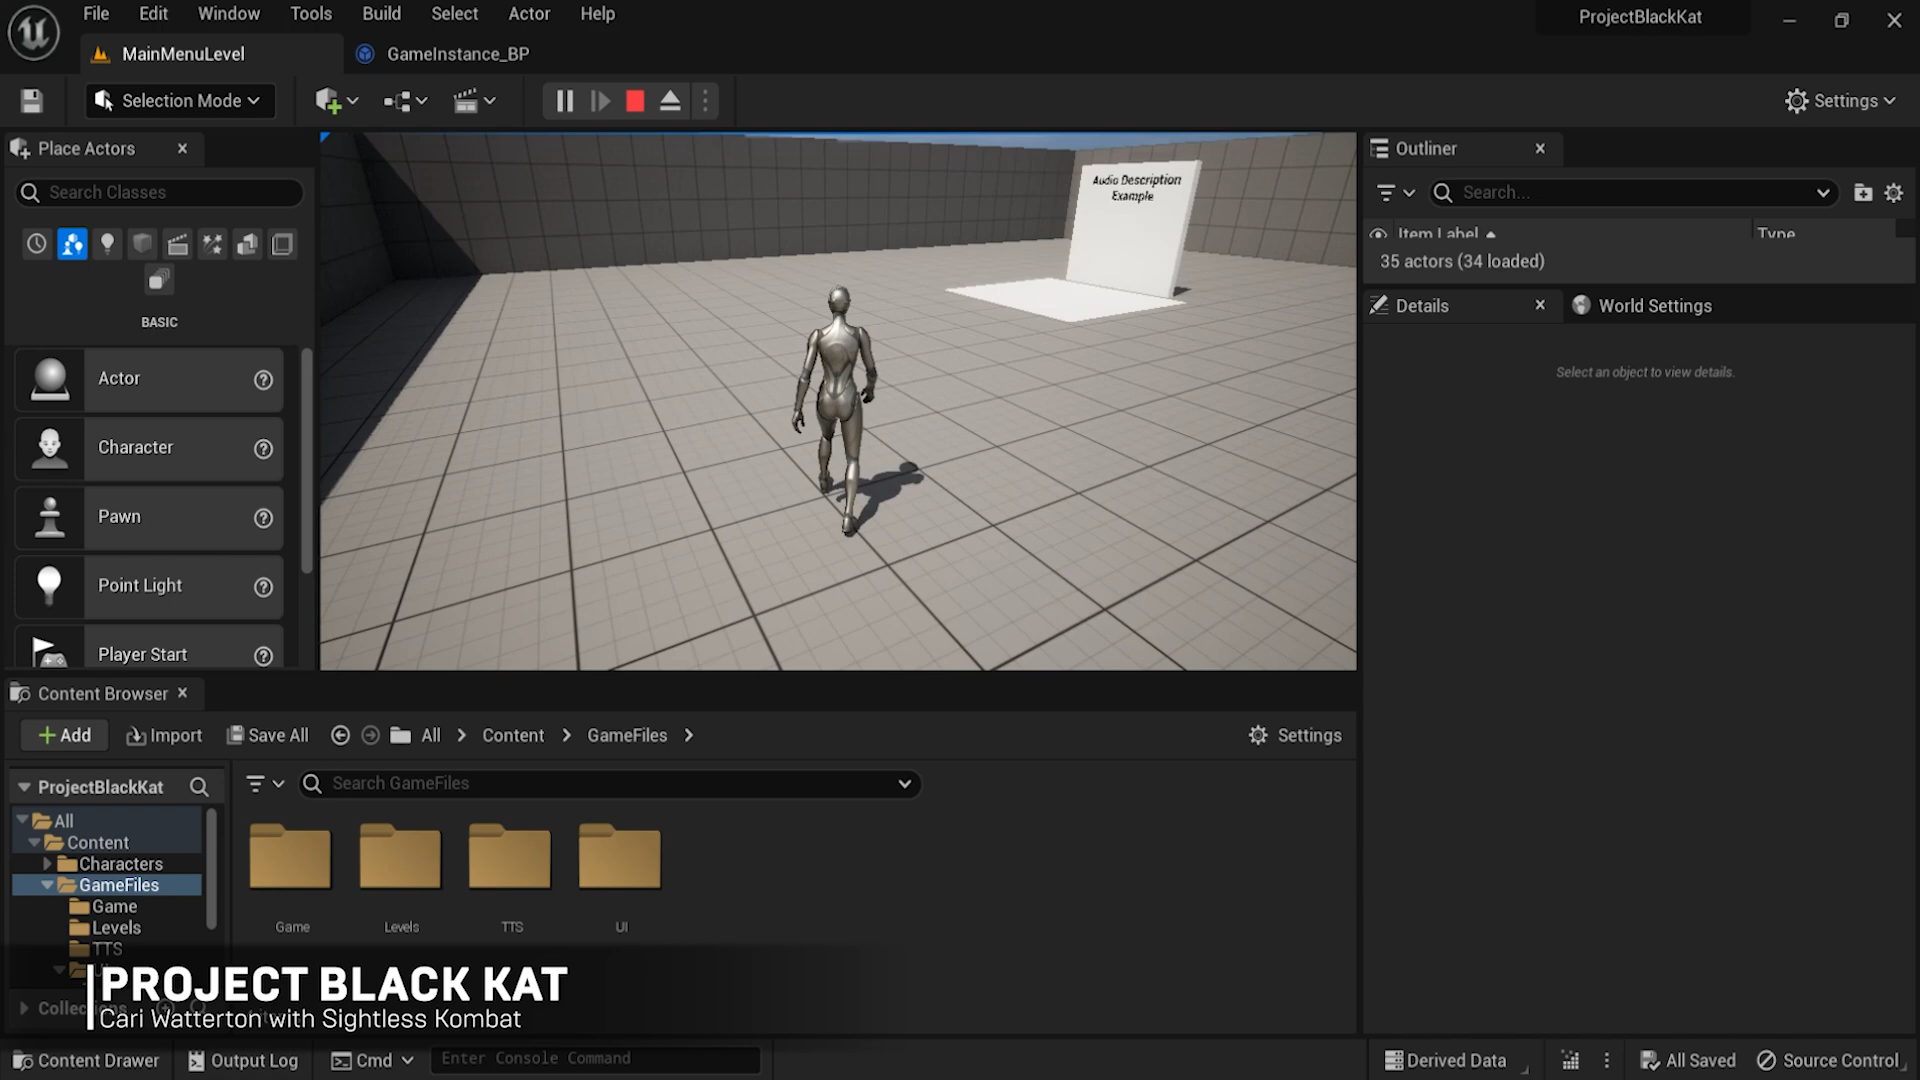 File Edit Window Tools Build Select Actor Help
ProjectBlackKat
MainMenuLevel
GameInstance_BP
Selection Mode
Settings
Place Actors
Search Classes
BASIC
Actor
Character
Pawn
Point Light
Player Start
Audio Description
Example
Outliner
Search...
Item Label
Type
35 actors (34 loaded)
Details
World Settings
Select an object to view details.
Content Browser
Add Import Save All All Content GameFiles
Settings
ProjectBlackKat
Search GameFiles
All
Content
Characters
GameFiles
Game
Levels
TTS
Game
Levels
TTS
UI
PROJECT BLACK KAT
Cari Watterton with Sightless Kombat
Content Drawer
Output Log
Cmd
Enter Console Command
Derived Data
All Saved
Source Control